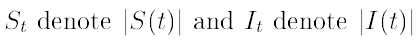 S_t denote |S(t)| and I_t denote |I(t)|